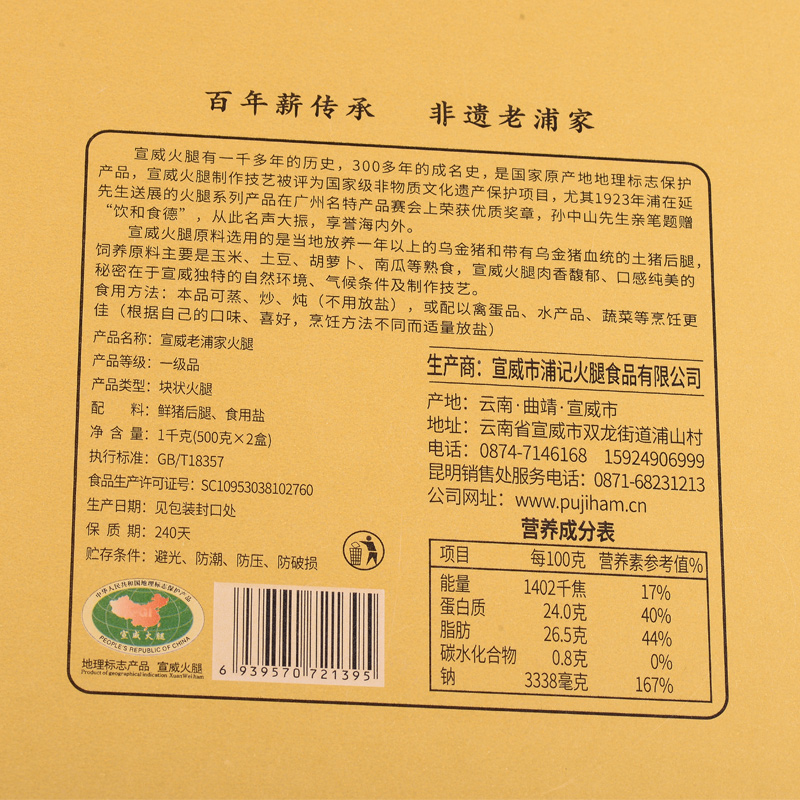 百年薪传承 非遗老浦家
宣威火腿有一千多年的历史，300多年的成名史，是国家原产地地理标志保护
产品，宣威火腿制作技艺被评为国家级非物质文化遗产保护项目，尤其1923年浦在延
先生送展的火腿系列产品在广州名特产品赛会上荣获优质奖章，孙中山先生亲笔题赠
“饮和食德”，从此名声大振，享誉海内外。
宣威火腿原料选用的是当地放养一年以上的乌金猪和带有乌金猪血统的土猪后腿，
饲养原料主要是玉米、土豆、胡萝卜、南瓜等熟食，宣威火腿肉香馥郁、口感纯美的
秘密在于宣威独特的自然环境、气候条件及制作技艺。
食用方法：本品可蒸、炒、炖（不用放盐），或配以禽蛋品、水产品、蔬菜等烹饪更
佳（根据自己的口味、喜好，烹饪方法不同而适量放盐）
产品名称：宣威老浦家火腿
产品等级：一级品
产品类型：块状火腿
配 料：鲜猪后腿、食用盐
净 含 量：1千克(500克×2盒)
执行标准：GB/T18357
食品生产许可证号：SC10953038102760
生产日期：见包装封口处
保 质 期：240天
贮存条件：避光、防潮、防压、防破损
生产商：宣威市浦记火腿食品有限公司
产地：云南·曲靖·宣威市
地址：云南省宣威市双龙街道浦山村
电话：0874-7146168 15924906999
昆明销售处服务电话：0871-68231213
公司网址：www.pujiham.cn
营养成分表
项目 每100克 营养素参考值%
能量 1402千焦 17%
蛋白质 24.0克 40%
脂肪 26.5克 44%
碳水化合物 0.8克 0%
钠 3338毫克 167%
中华人民共和国地理标志保护产品
宣威火腿
PEOPLE'S REPUBLIC OF CHINA
地理标志产品 宣威火腿
Product of geographical indication XuanWei ham
6 939570 721395